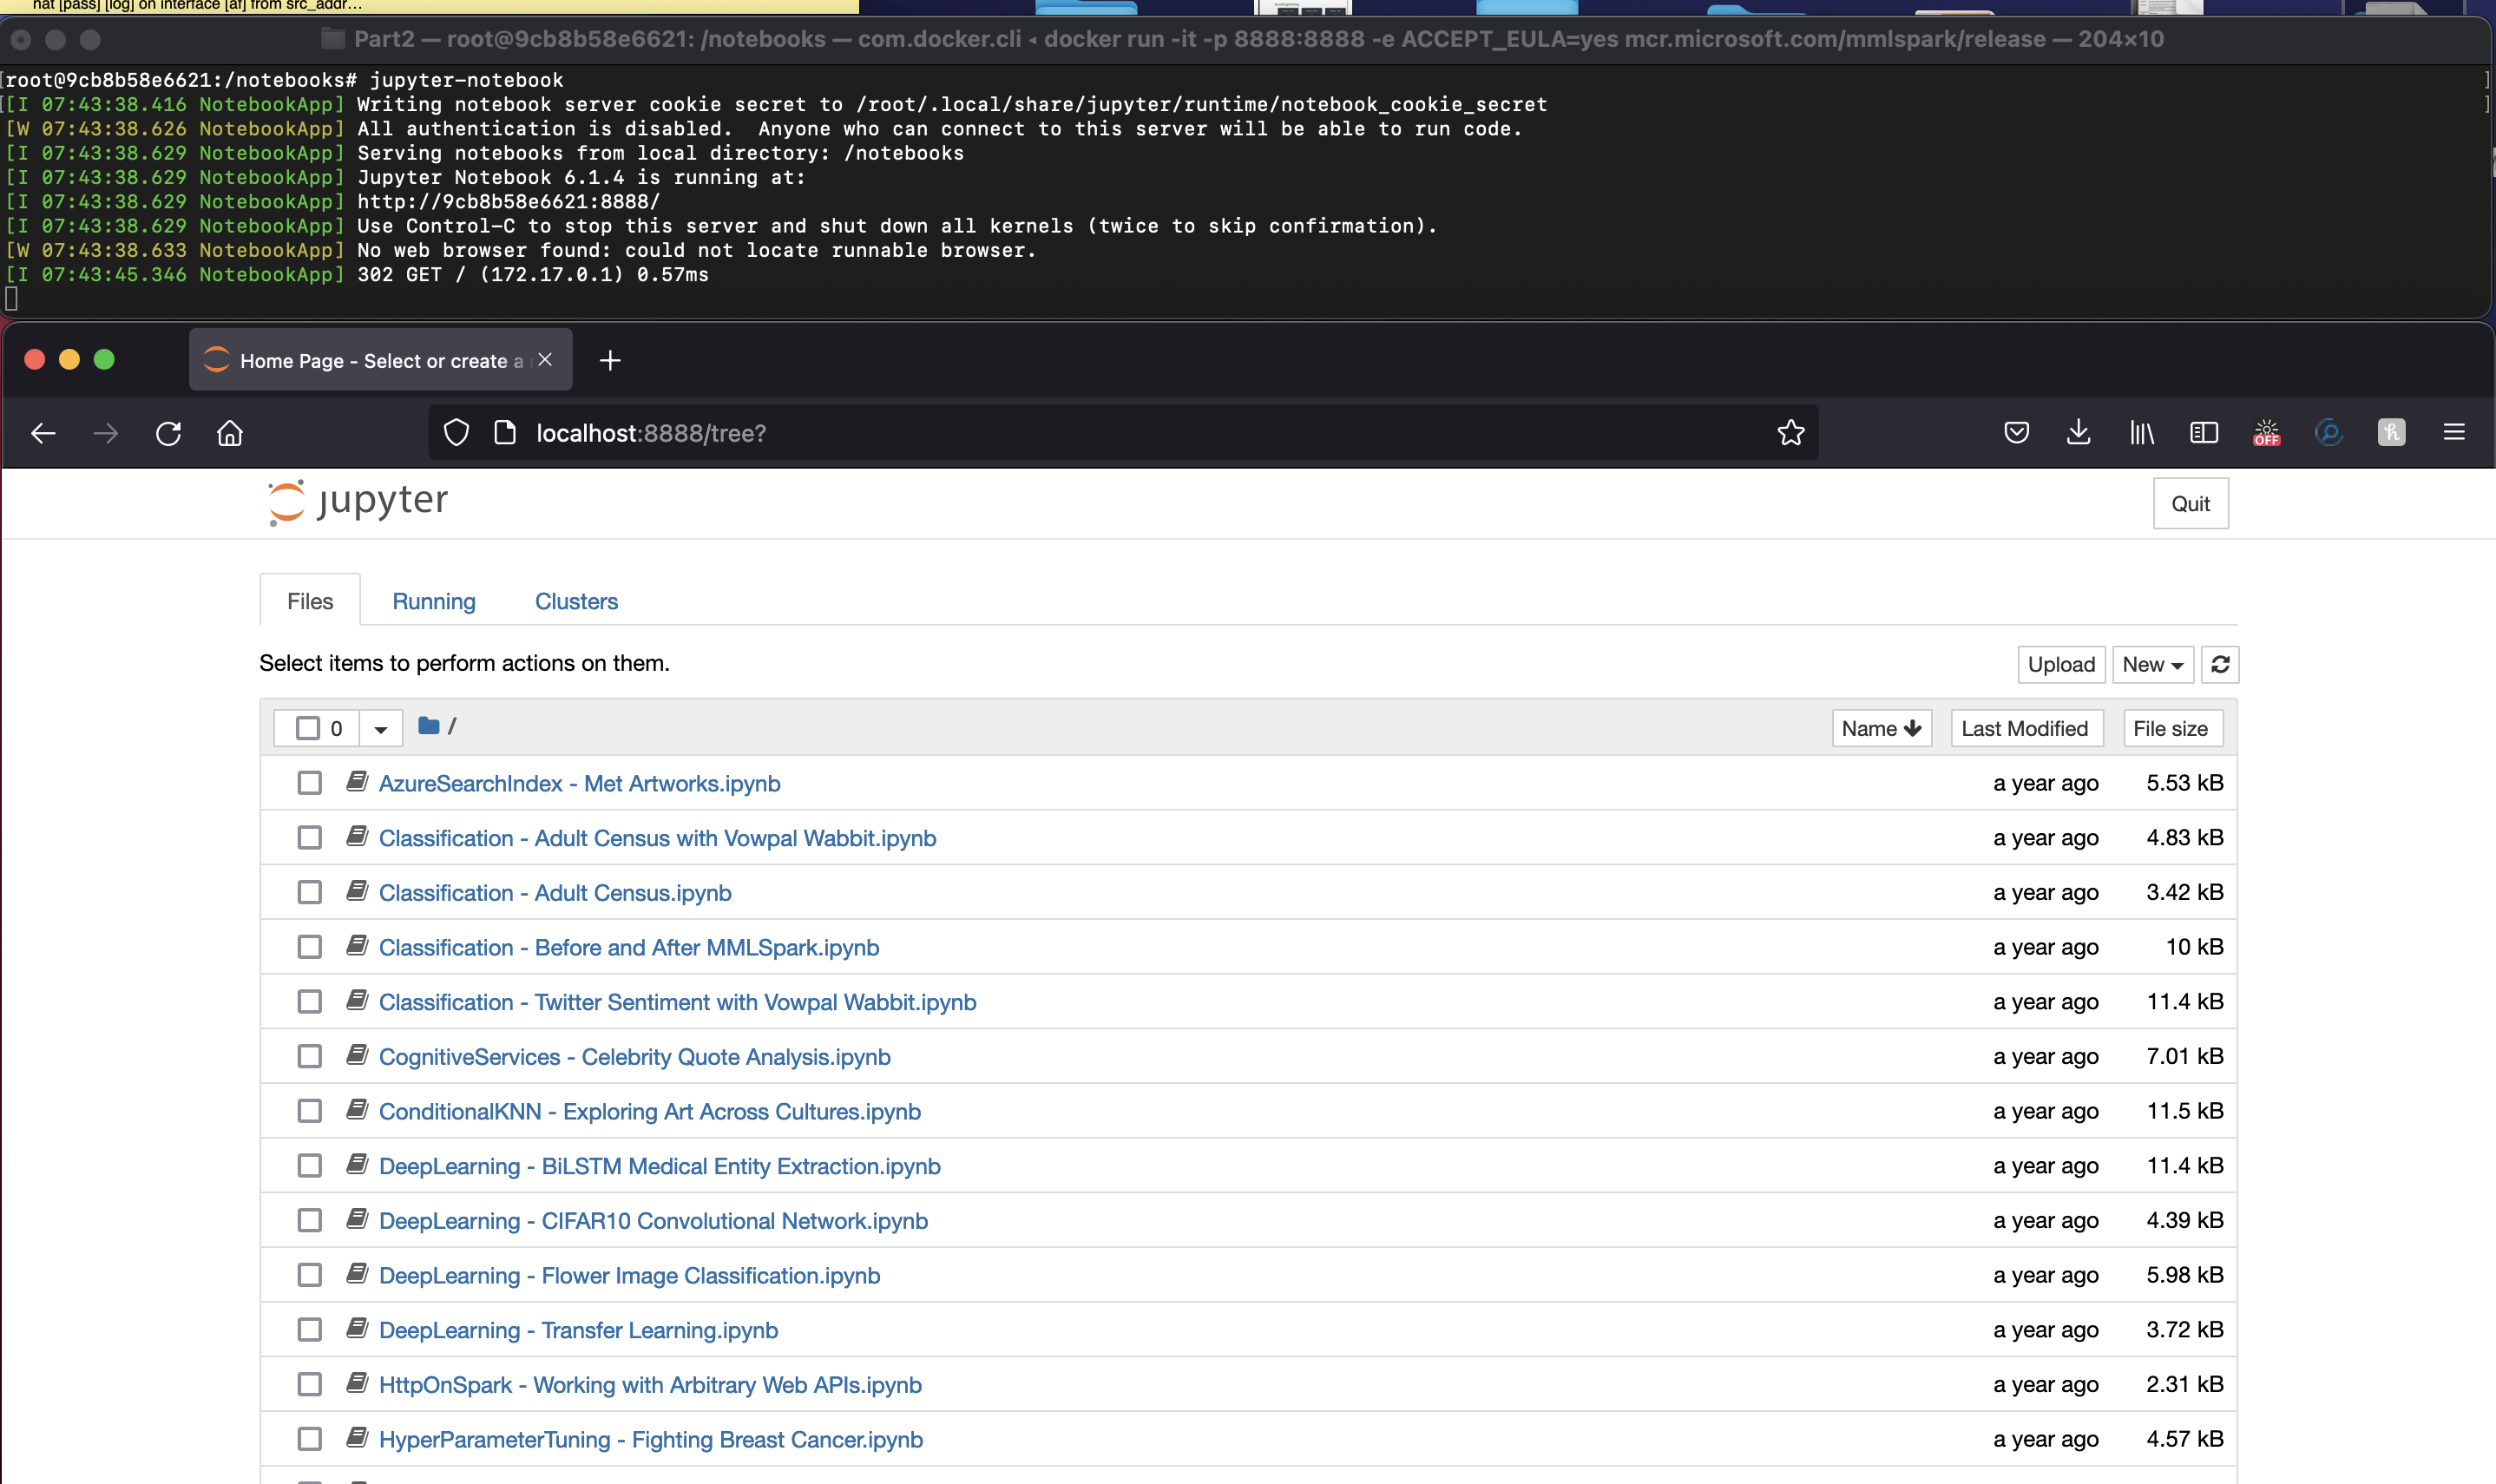 nat [pass] [log] on interface [af] from src_addr...
Part2 — root@9cb8b58e6621: /notebooks — com.docker.cli ◂ docker run -it -p 8888:8888 -e ACCEPT_EULA=yes mcr.microsoft.com/mmlspark/release — 204×10
[root@9cb8b58e6621:/notebooks# jupyter-notebook ]
[[I 07:43:38.416 NotebookApp] Writing notebook server cookie secret to /root/.local/share/jupyter/runtime/notebook_cookie_secret ]
[W 07:43:38.626 NotebookApp] All authentication is disabled.  Anyone who can connect to this server will be able to run code.
[I 07:43:38.629 NotebookApp] Serving notebooks from local directory: /notebooks
[I 07:43:38.629 NotebookApp] Jupyter Notebook 6.1.4 is running at:
[I 07:43:38.629 NotebookApp] http://9cb8b58e6621:8888/
[I 07:43:38.629 NotebookApp] Use Control-C to stop this server and shut down all kernels (twice to skip confirmation).
[W 07:43:38.633 NotebookApp] No web browser found: could not locate runnable browser.
[I 07:43:45.346 NotebookApp] 302 GET / (172.17.0.1) 0.57ms
Home Page - Select or create a
localhost:8888/tree?
OFF
h
jupyter
Quit
Files Running Clusters
Select items to perform actions on them.
Upload New
0 / Name Last Modified File size
AzureSearchIndex - Met Artworks.ipynb a year ago 5.53 kB
Classification - Adult Census with Vowpal Wabbit.ipynb a year ago 4.83 kB
Classification - Adult Census.ipynb a year ago 3.42 kB
Classification - Before and After MMLSpark.ipynb a year ago 10 kB
Classification - Twitter Sentiment with Vowpal Wabbit.ipynb a year ago 11.4 kB
CognitiveServices - Celebrity Quote Analysis.ipynb a year ago 7.01 kB
ConditionalKNN - Exploring Art Across Cultures.ipynb a year ago 11.5 kB
DeepLearning - BiLSTM Medical Entity Extraction.ipynb a year ago 11.4 kB
DeepLearning - CIFAR10 Convolutional Network.ipynb a year ago 4.39 kB
DeepLearning - Flower Image Classification.ipynb a year ago 5.98 kB
DeepLearning - Transfer Learning.ipynb a year ago 3.72 kB
HttpOnSpark - Working with Arbitrary Web APIs.ipynb a year ago 2.31 kB
HyperParameterTuning - Fighting Breast Cancer.ipynb a year ago 4.57 kB